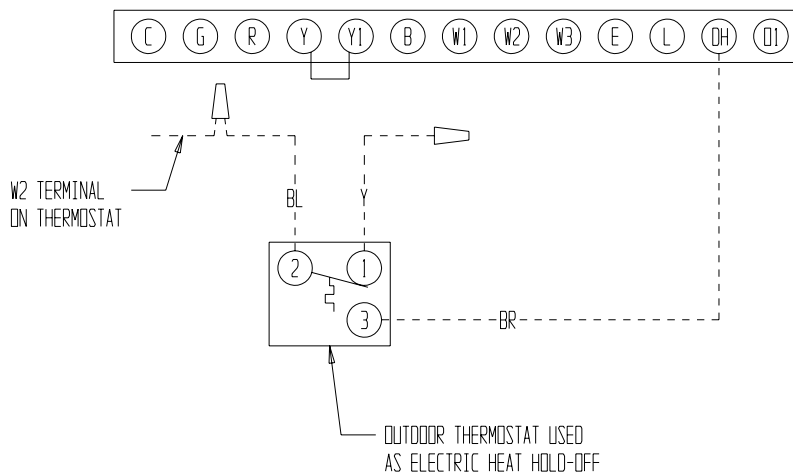 C G R Y Y1 B W1 W2 W3 E L OH O1
W2 TERMINAL
ON THERMOSTAT
BL
Y
2
1
3
BR
OUTDOOR THERMOSTAT USED
AS ELECTRIC HEAT HOLD-OFF